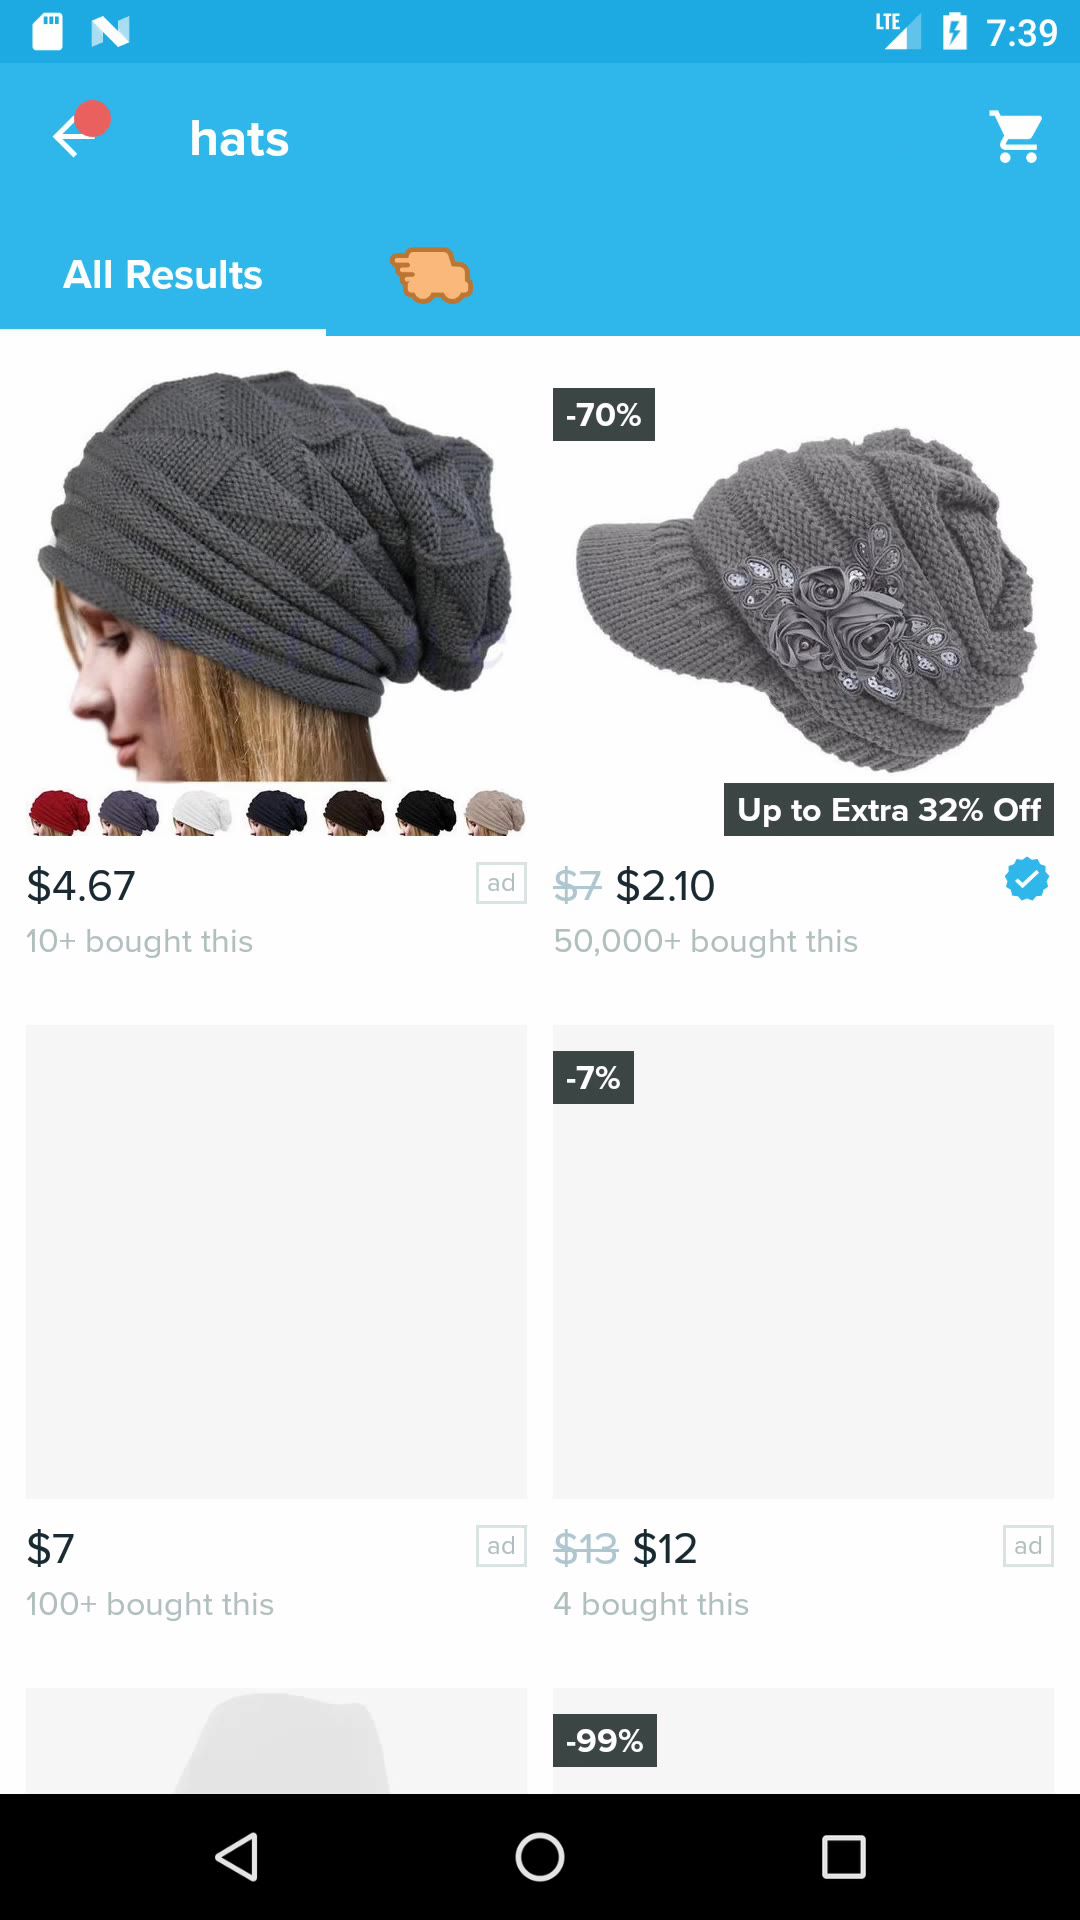 LTE 7:39
hats
All Results
-70%
Up to Extra 32% Off
$4.67 ad
10+ bought this
$7 $2.10
50,000+ bought this
-7%
$7 ad
100+ bought this
$13 $12 ad
4 bought this
-99%